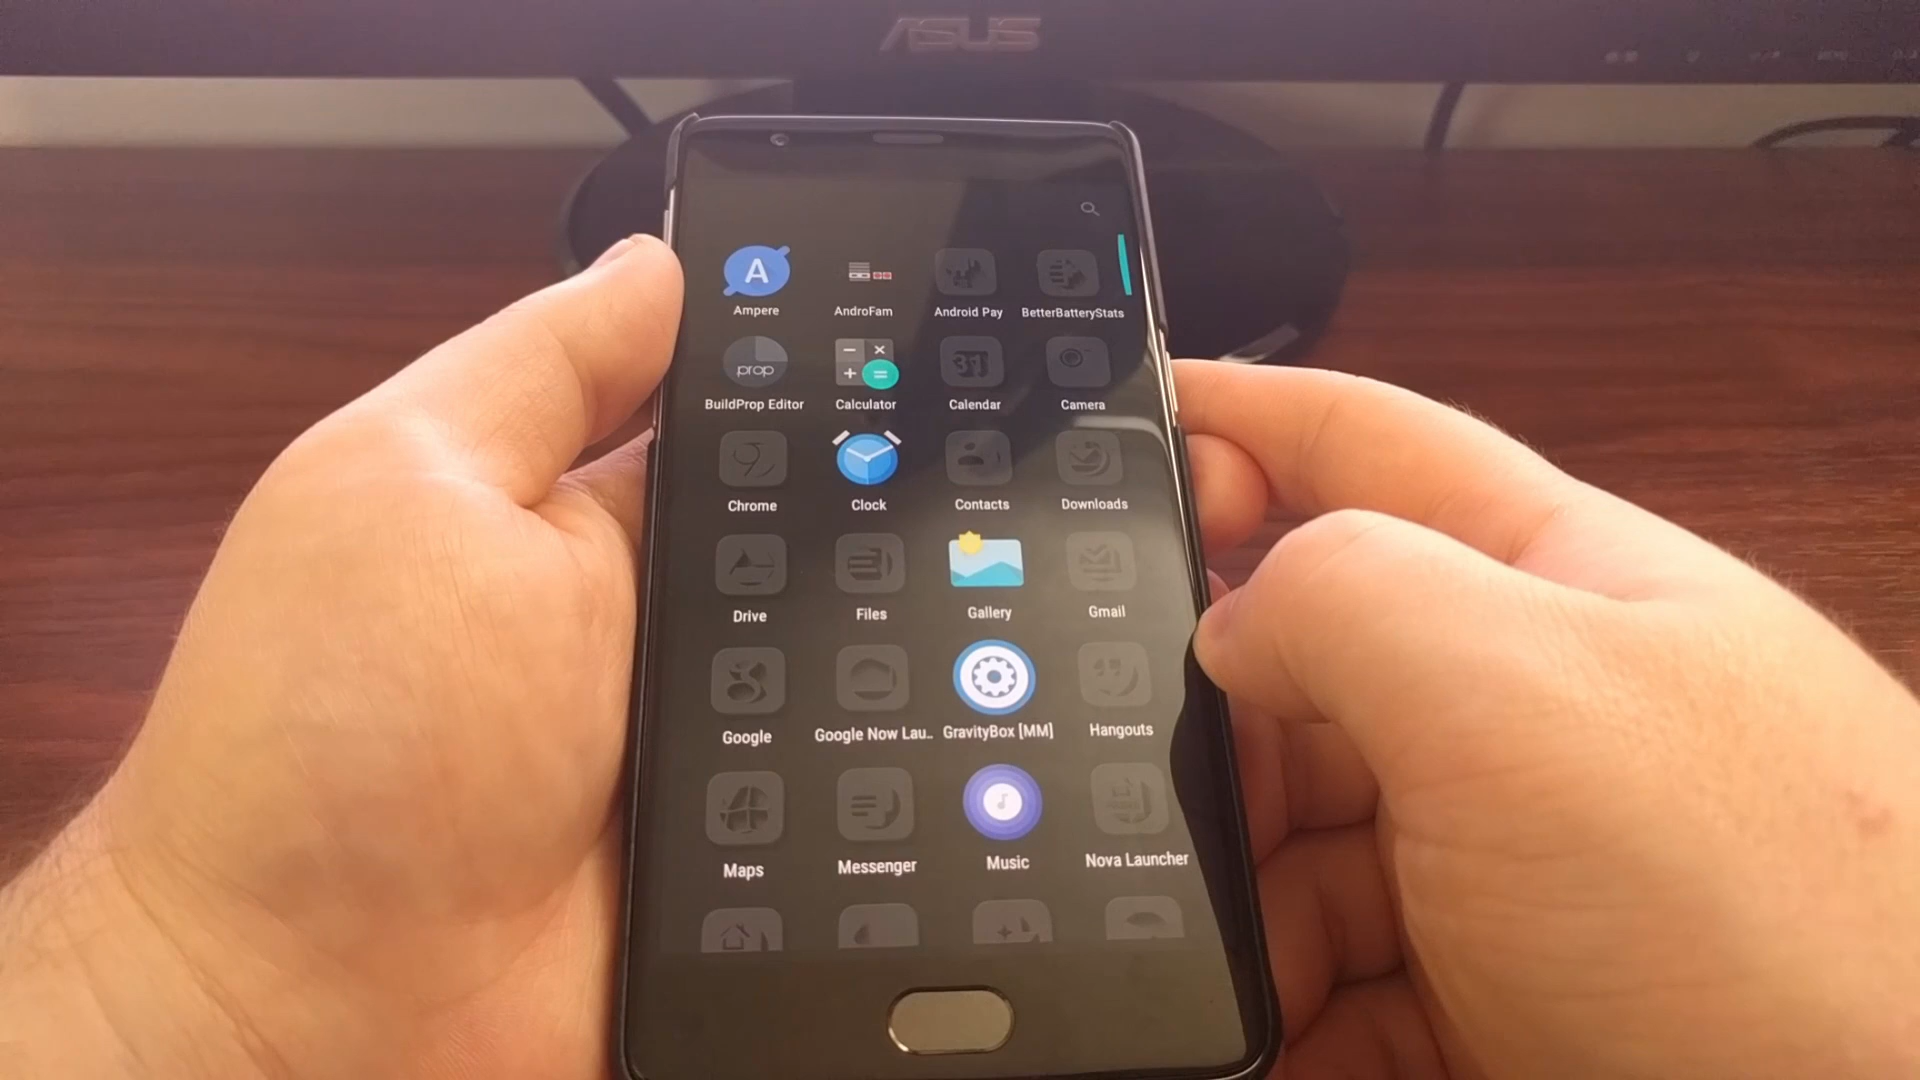 ASUS
A
Ampere
AndroFam
Android Pay
BetterBatteryStats
prop
BuildProp Editor
Calculator
31
Calendar
Camera
Chrome
Clock
Contacts
Downloads
Drive
Files
Gallery
Gmail
Google
Google Now Lau..
GravityBox [MM]
Hangouts
Maps
Messenger
Music
Nova Launcher